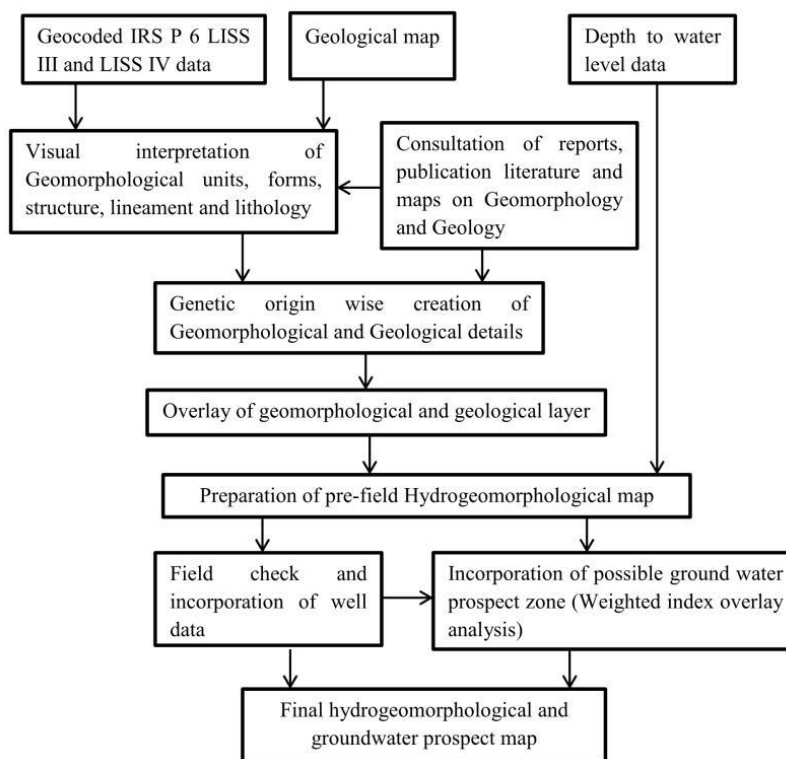 Geocoded IRS P 6 LISS
III and LISS IV data
Geological map
Depth to water
level data
Visual interpretation of
Geomorphological units, forms,
structure, lineament and lithology
Consultation of reports,
publication literature and
maps on Geomorphology
and Geology
Genetic origin wise creation of
Geomorphological and Geological details
Overlay of geomorphological and geological layer
Preparation of pre-field Hydrogeomorphological map
Field check and
incorporation of well
data
Incorporation of possible ground water
prospect zone (Weighted index overlay
analysis)
Final hydrogeomorphological and
groundwater prospect map